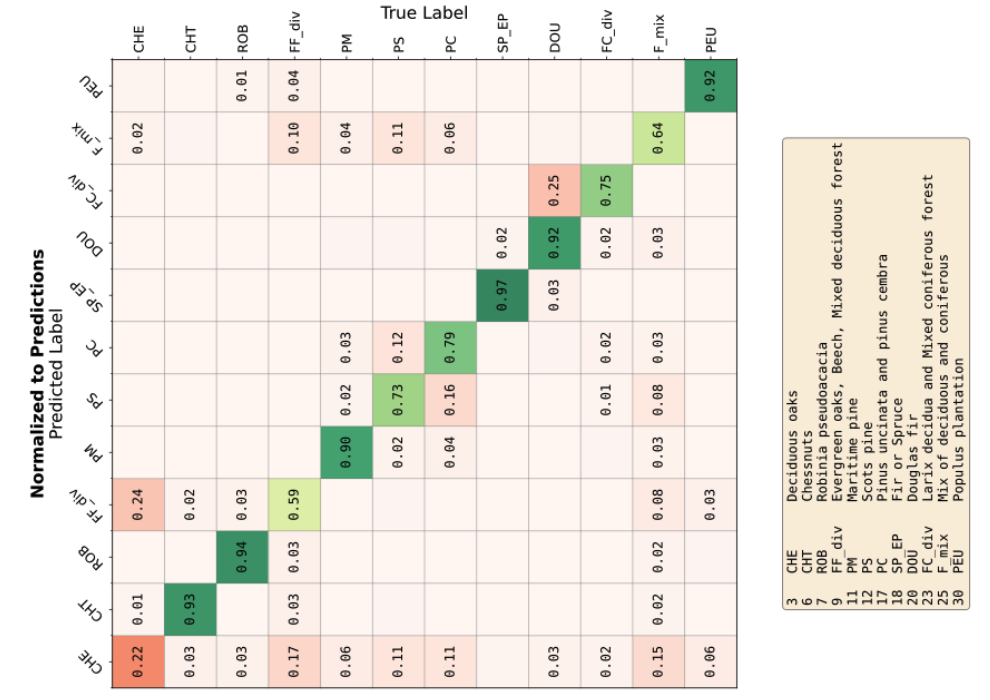 True Label
CHE CHT ROB FF_div PM PS PC SP_EP DOU FC_div F_mix PEU
Normalized to Predictions
Predicted Label
PEU 0.01 0.04 0.92
F_mix 0.02 0.10 0.04 0.11 0.06 0.64
FC_div 0.25 0.75
DOU 0.02 0.92 0.02 0.03
SP_EP 0.97 0.03
PC 0.03 0.12 0.79 0.02 0.03
PS 0.02 0.73 0.16 0.01 0.08
PM 0.90 0.02 0.04 0.03
FF_div 0.24 0.02 0.03 0.59 0.08 0.03
ROB 0.94 0.03 0.02
CHT 0.01 0.93 0.03 0.02
CHE 0.22 0.03 0.03 0.17 0.06 0.11 0.11 0.03 0.02 0.15 0.06
3 CHE Deciduous oaks
6 CHT Chessnuts
7 ROB Robinia pseudoacacia
9 FF_div Evergreen oaks, Beech, Mixed deciduous forest
11 PM Maritime pine
12 PS Scots pine
17 PC Pinus uncinata and pinus cembra
18 SP_EP Fir or Spruce
20 DOU Douglas fir
23 FC_div Larix decidua and Mixed coniferous forest
25 F_mix Mix of deciduous and coniferous
30 PEU Populus plantation